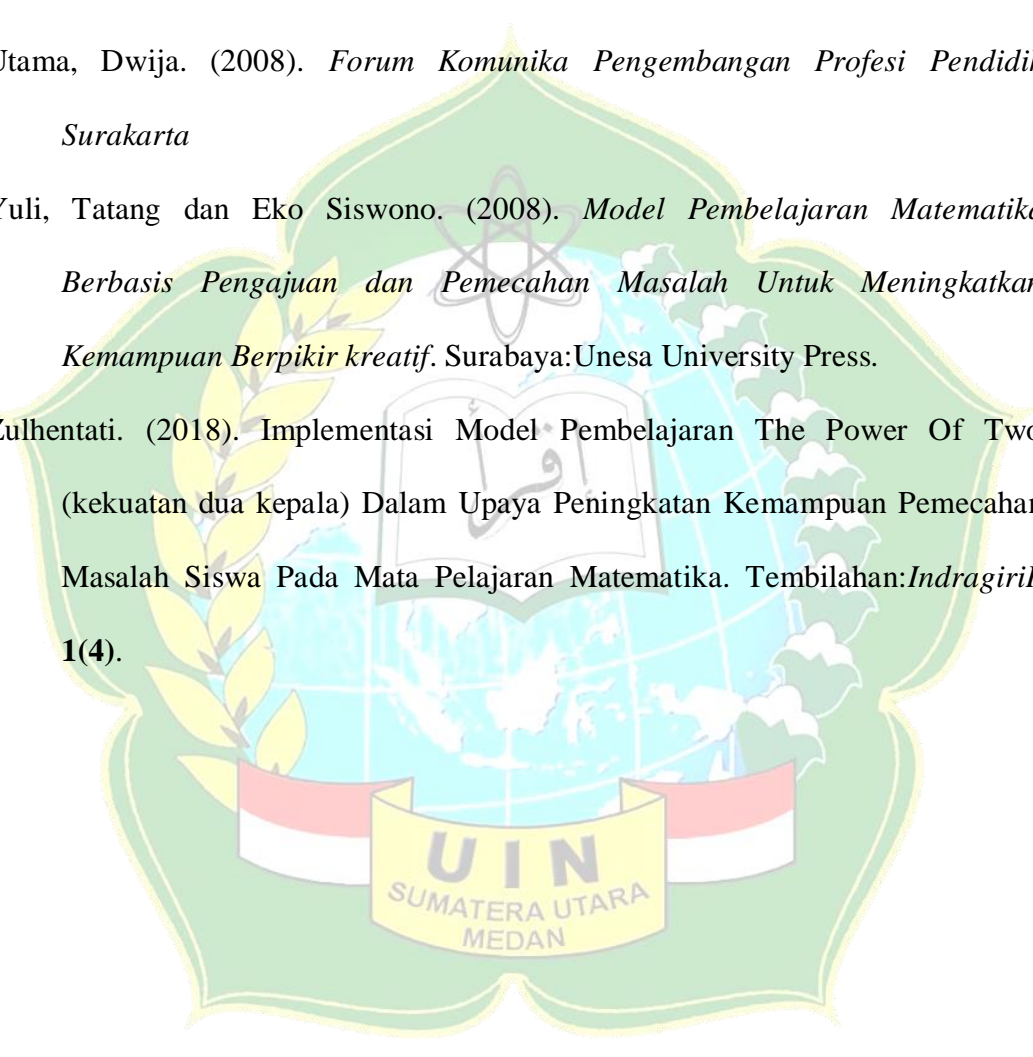 Utama, Dwija. (2008). Forum Komunika Pengembangan Profesi Pendidik
Surakarta
Yuli, Tatang dan Eko Siswono. (2008). Model Pembelajaran Matematika
Berbasis Pengajuan dan Pemecahan Masalah Untuk Meningkatkan
Kemampuan Berpikir kreatif. Surabaya:Unesa University Press.
Zulhentati. (2018). Implementasi Model Pembelajaran The Power Of Two
(kekuatan dua kepala) Dalam Upaya Peningkatan Kemampuan Pemecahan
Masalah Siswa Pada Mata Pelajaran Matematika. Tembilahan:
1(4).
إقرأ
UIN
SUMATERA UTARA
MEDAN